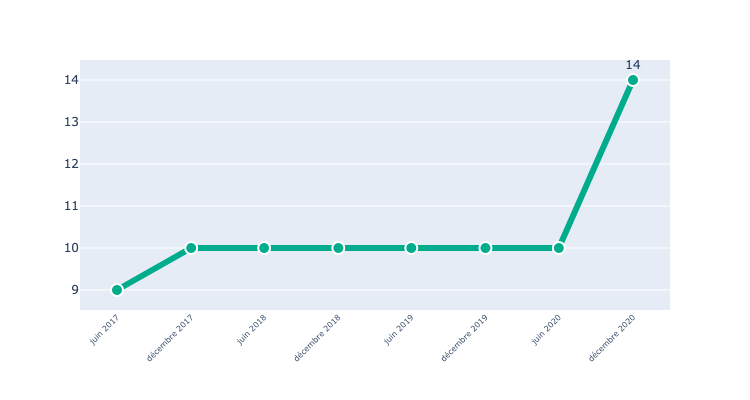 14
14
13
12
11
10
9
juin 2017
décembre 2017
juin 2018
décembre 2018
juin 2019
décembre 2019
juin 2020
décembre 2020